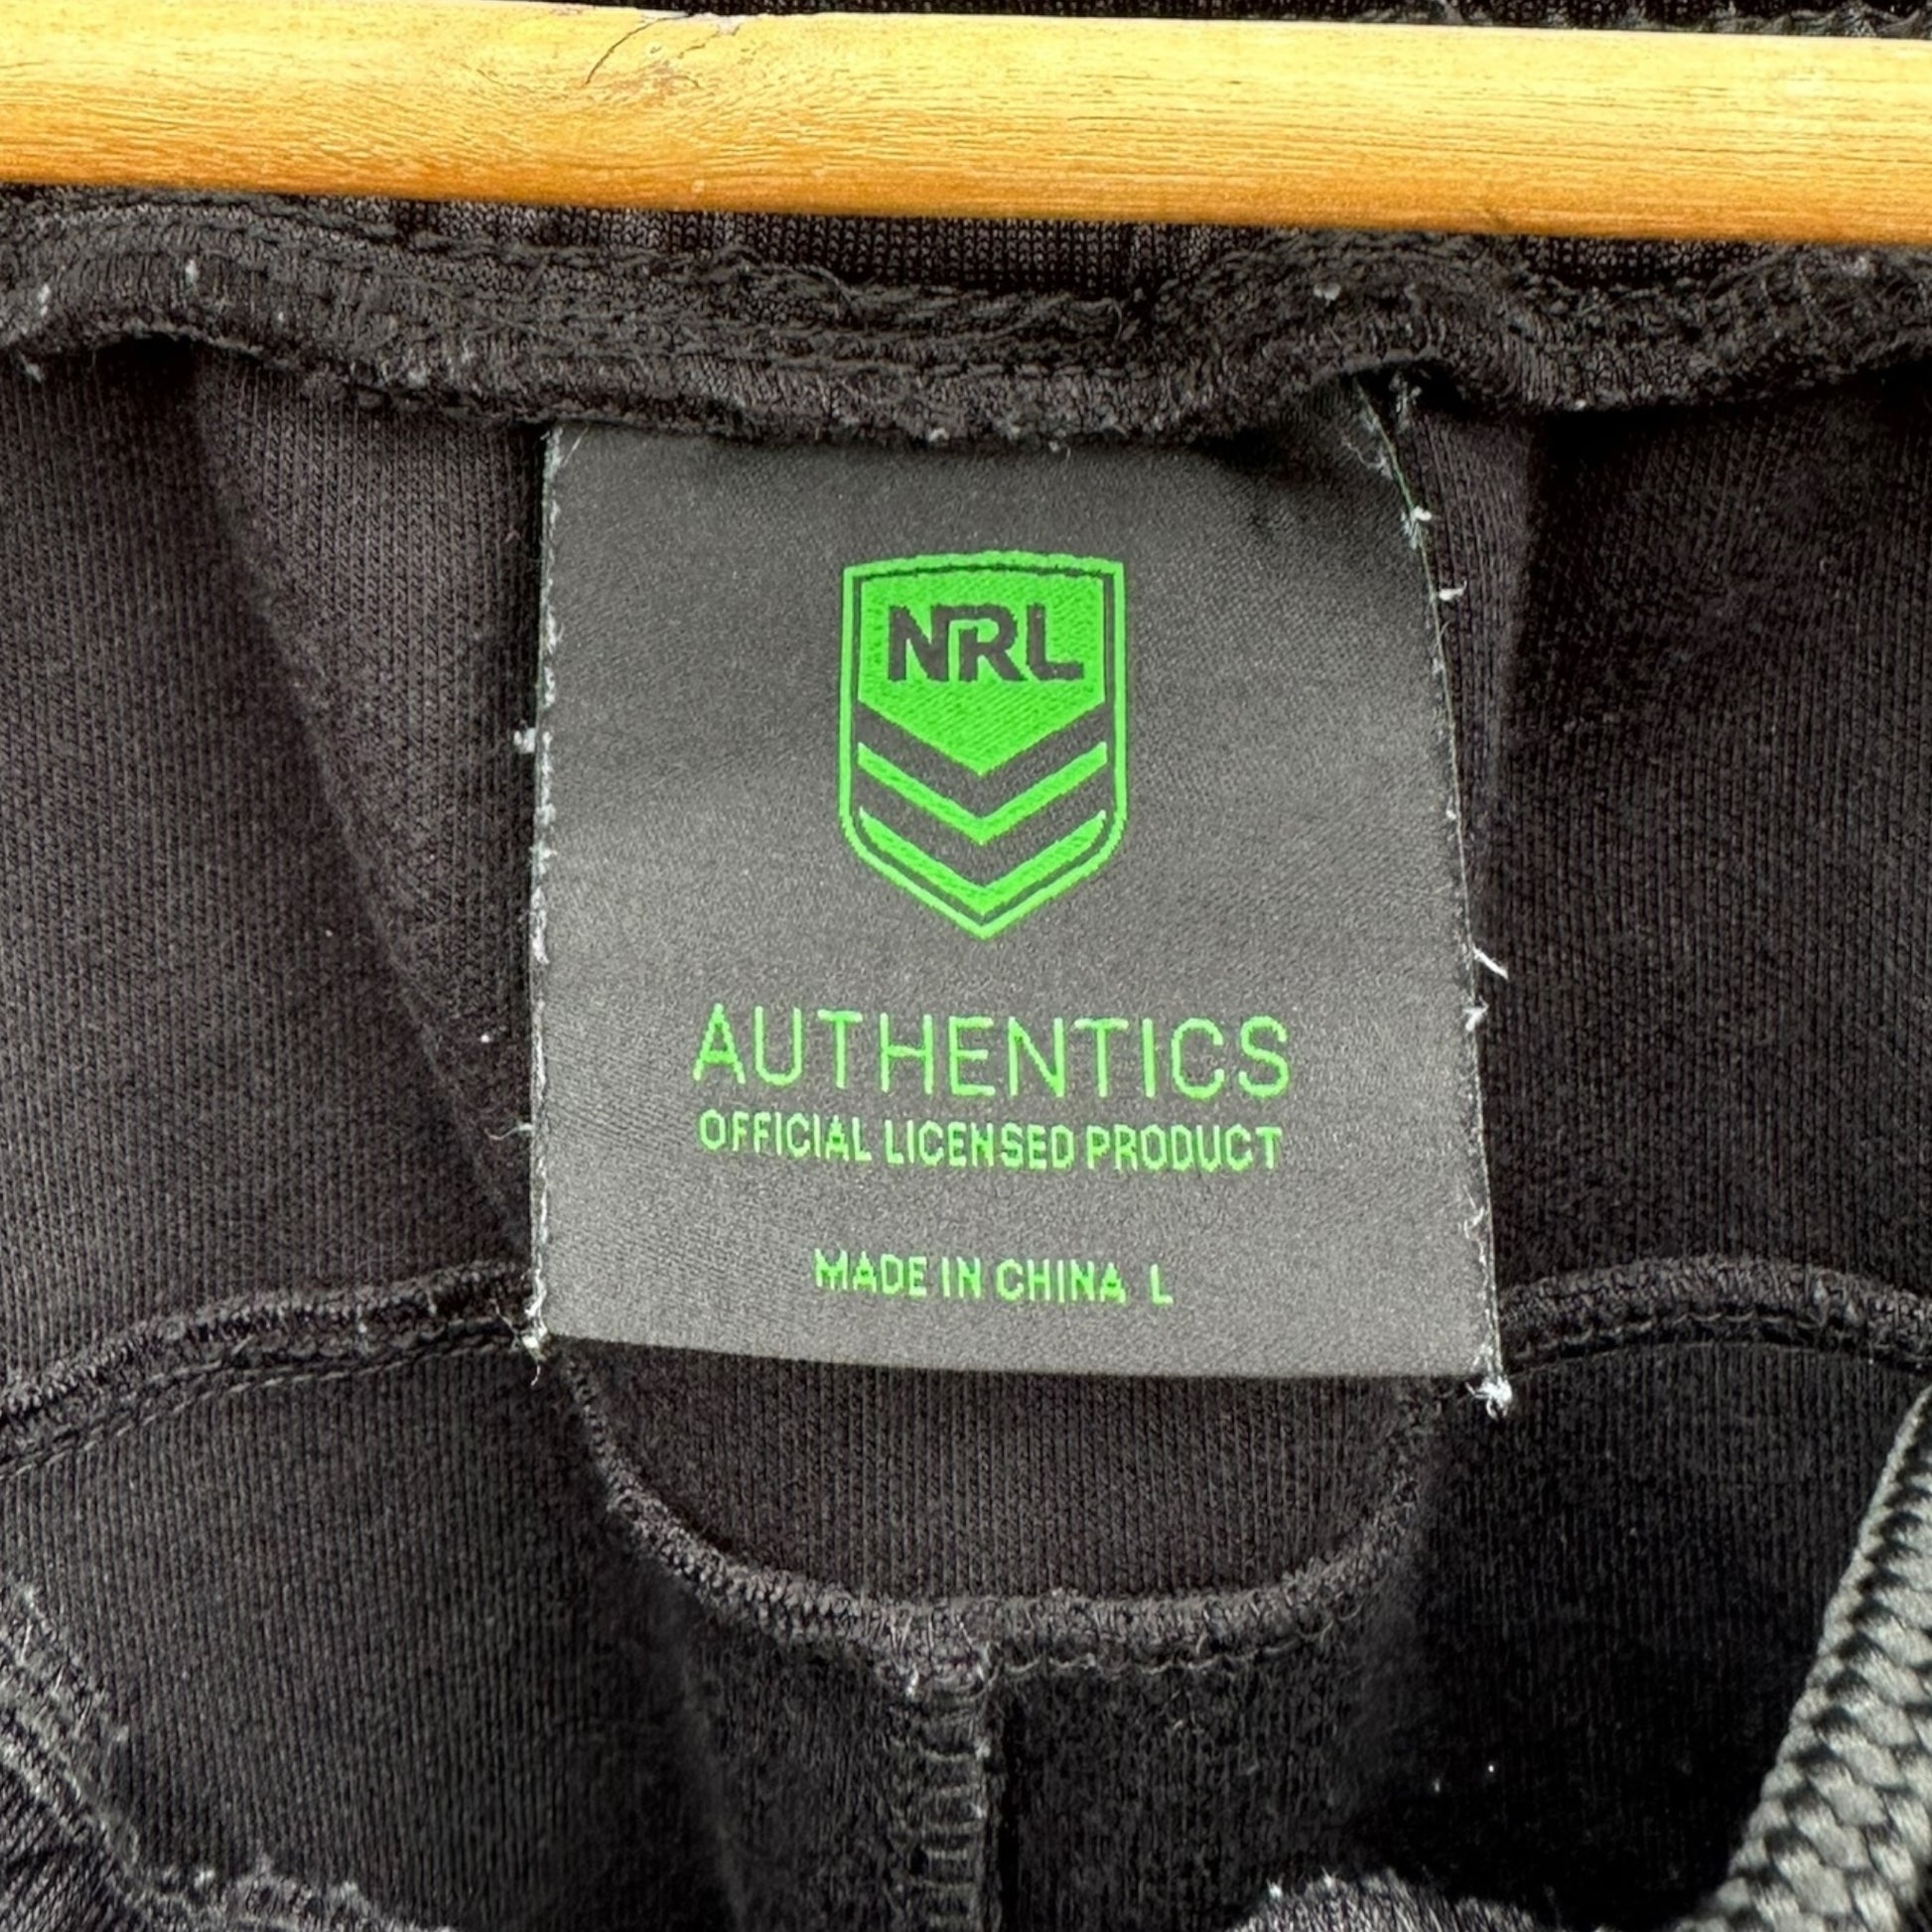 NRL
AUTHENTICS
OFFICIAL LICENSED PRODUCT
MADE IN CHINA L